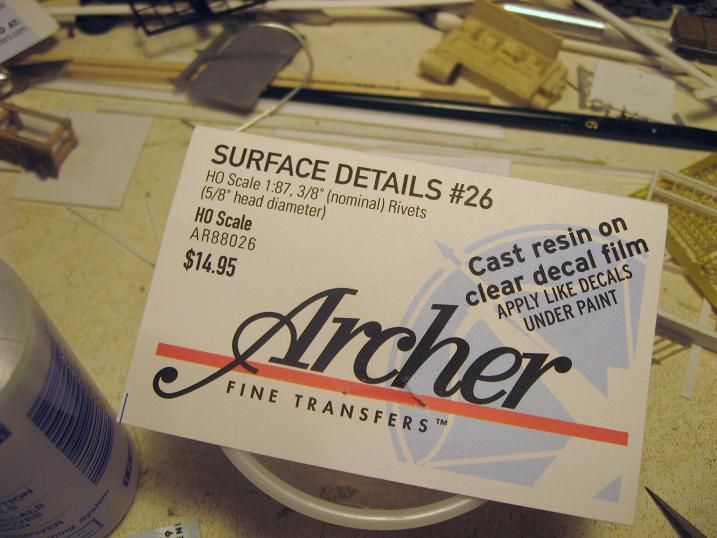 SURFACE DETAILS #26
HO Scale 1:87, 3/8" (nominal) Rivets
(5/8" head diameter)
HO Scale
AR88026
$14.95
Cast resin on
clear decal film
APPLY LIKE DECALS
UNDER PAINT
Archer
FINE TRANSFERS™